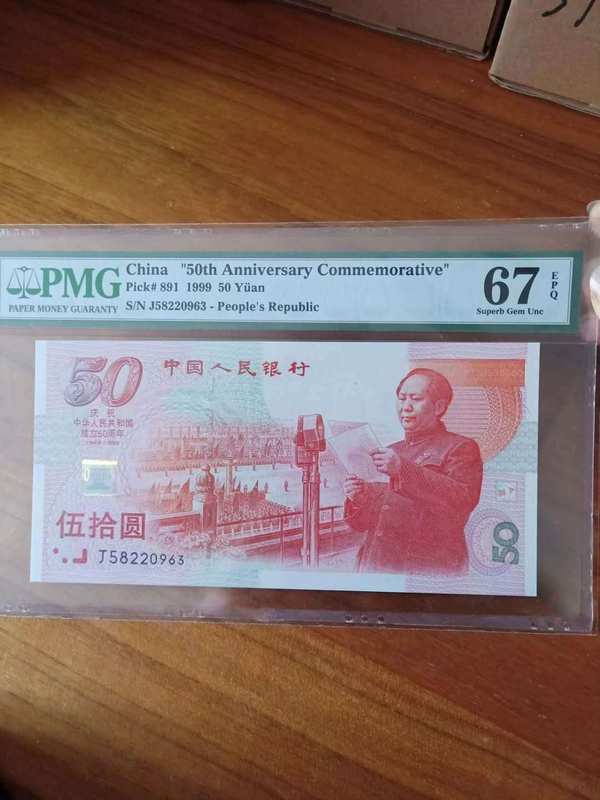 PMG
PAPER MONEY GUARANTY
China "50th Anniversary Commemorative"
Pick# 891 1999 50 Yüan
S/N J58220963 - People's Republic
67
EPQ
Superb Gem Unc
50
中国人民银行
庆祝
中华人民共和国
成立50周年
1949-1999
伍拾圆
J58220963
50